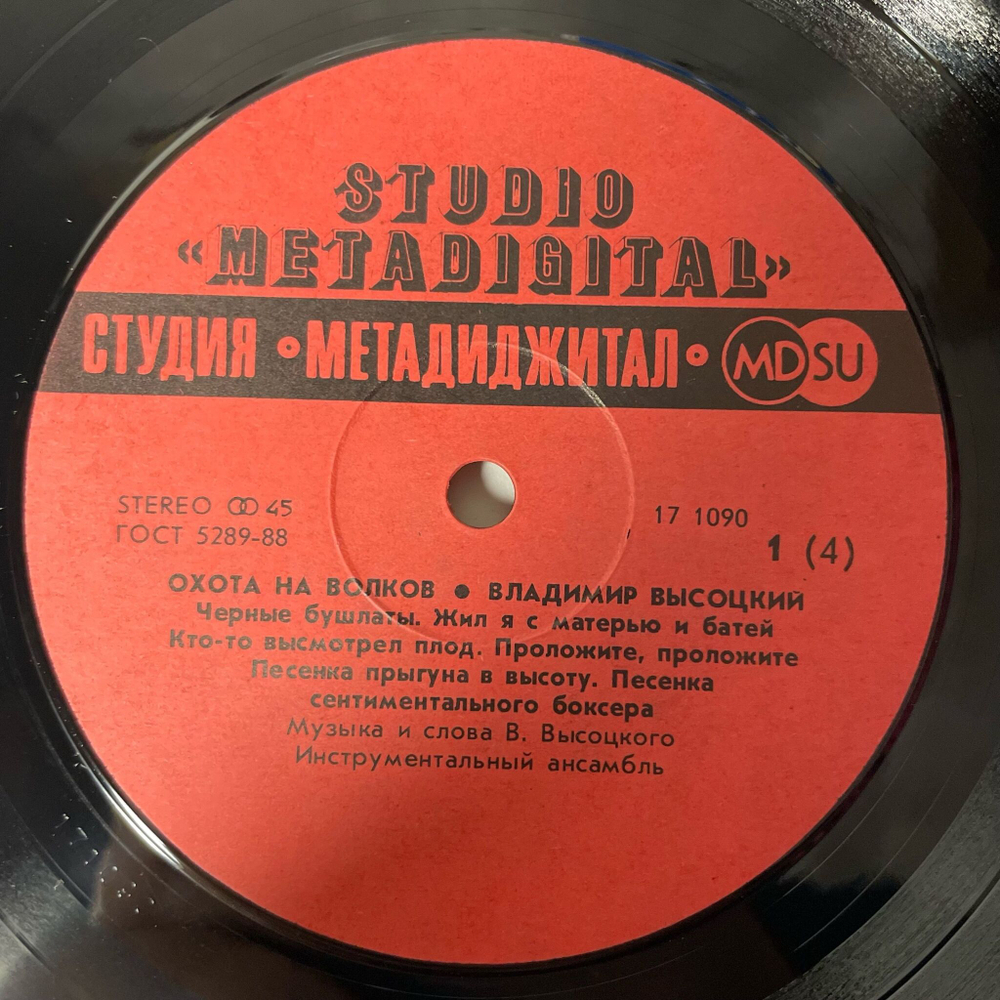 STUDIO
«METADIGITAL»
СТУДИЯ •МЕТАДИДЖИТАЛ• MDSU
STEREO ꝏ 45
ГОСТ 5289-88
17 1090
1 (4)
ОХОТА НА ВОЛКОВ ● ВЛАДИМИР ВЫСОЦКИЙ
Черные бушлаты. Жил я с матерью и батей
Кто-то высмотрел плод. Проложите, проложите
Песенка прыгуна в высоту. Песенка
сентиментального боксера
Музыка и слова В. Высоцкого
Инструментальный ансамбль